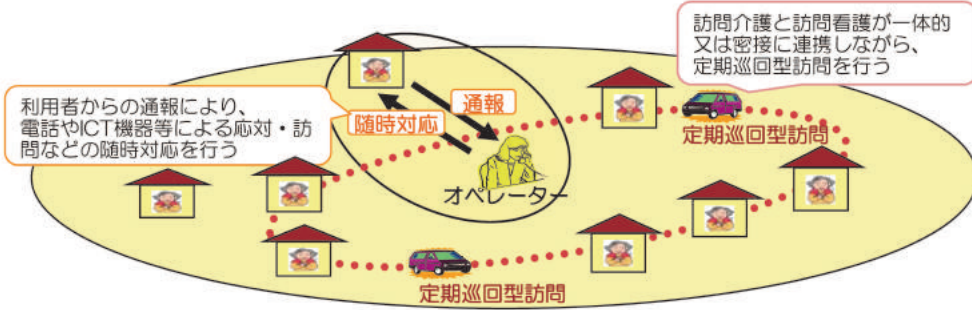 訪問介護と訪問看護が一体的
又は密接に連携しながら、
定期巡回型訪問を行う
利用者からの通報により、
電話やICT機器等による応対・訪
問などの随時対応を行う
通報
随時対応
定期巡回型訪問
オペレーター
定期巡回型訪問